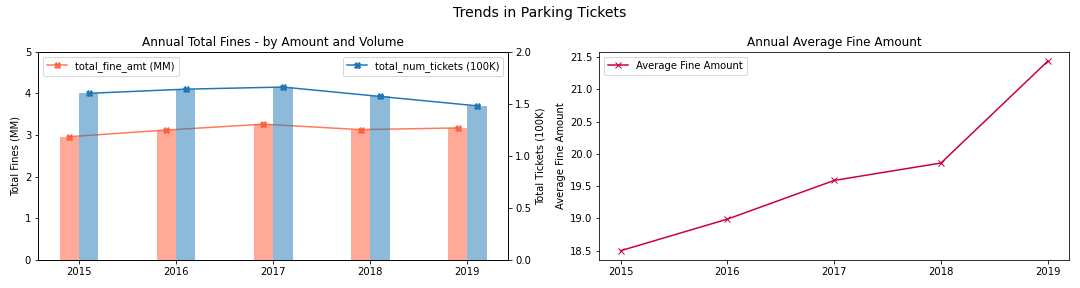 Trends in Parking Tickets
Annual Total Fines - by Amount and Volume
total_fine_amt (MM)
total_num_tickets (100K)
Total Fines (MM)
5
4
3
2
1
0
2.0
1.5
1.0
0.5
0.0
Total Tickets (100K)
2015 2016 2017 2018 2019
Annual Average Fine Amount
Average Fine Amount
Average Fine Amount
21.5
21.0
20.5
20.0
19.5
19.0
18.5
2015 2016 2017 2018 2019